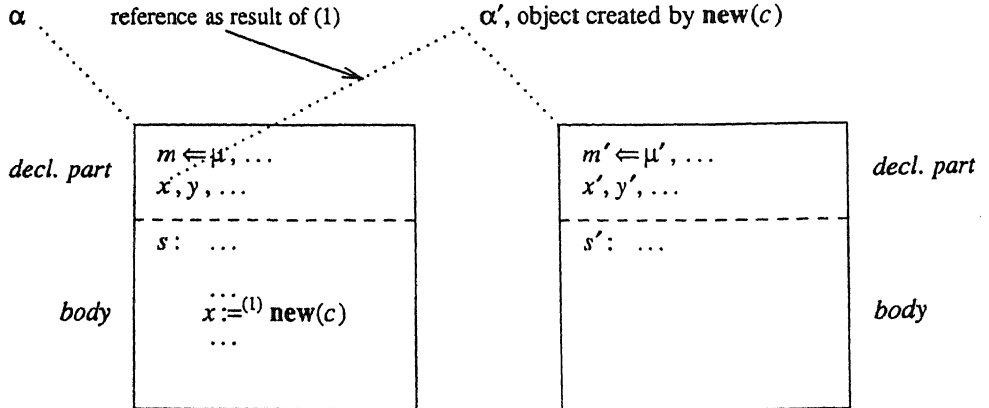 α reference as result of (1) α′, object created by new(c)
decl. part m ⇐ μ, … m′ ⇐ μ′, … decl. part
x, y, … x′, y′, …
s: … s′: …
…
body x :=(1) new(c) body
…